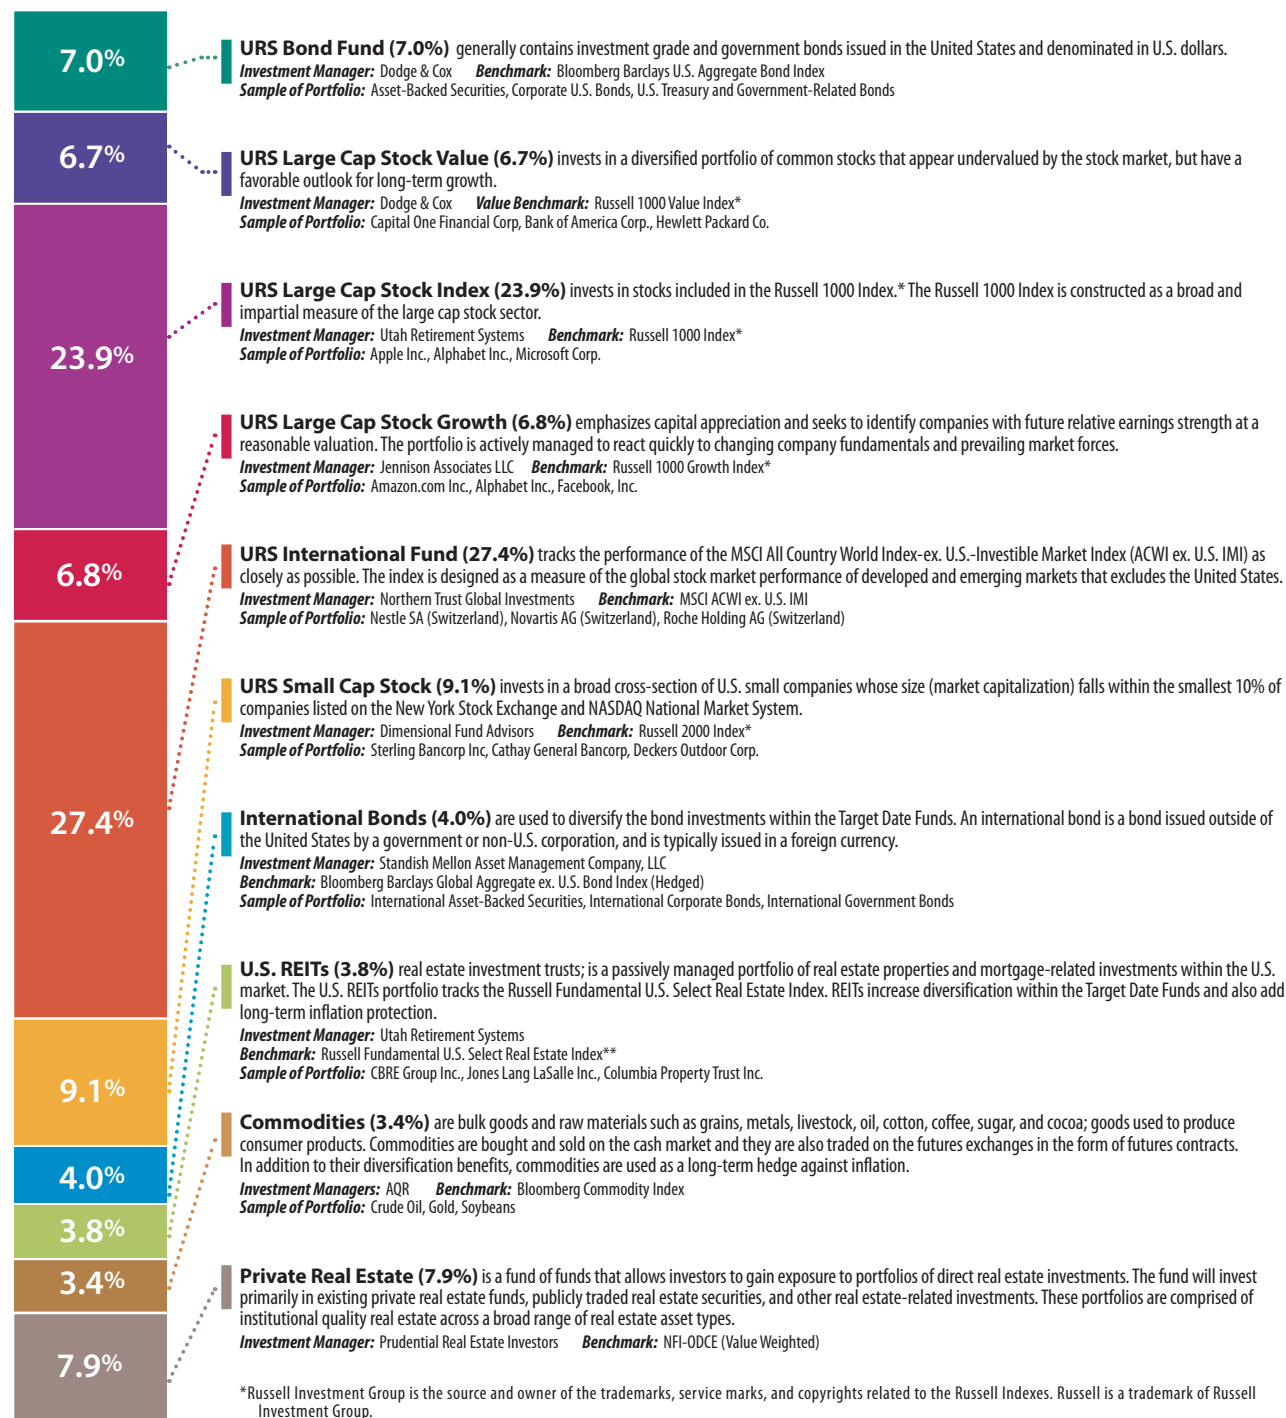 7.0%
URS Bond Fund (7.0%) generally contains investment grade and government bonds issued in the United States and denominated in U.S. dollars.
Investment Manager: Dodge & Cox Benchmark: Bloomberg Barclays U.S. Aggregate Bond Index
Sample of Portfolio: Asset-Backed Securities, Corporate U.S. Bonds, U.S. Treasury and Government-Related Bonds
6.7%
URS Large Cap Stock Value (6.7%) invests in a diversified portfolio of common stocks that appear undervalued by the stock market, but have a
favorable outlook for long-term growth.
Investment Manager: Dodge & Cox Value Benchmark: Russell 1000 Value Index*
Sample of Portfolio: Capital One Financial Corp, Bank of America Corp., Hewlett Packard Co.
23.9%
URS Large Cap Stock Index (23.9%) invests in stocks included in the Russell 1000 Index.* The Russell 1000 Index is constructed as a broad and
impartial measure of the large cap stock sector.
Investment Manager: Utah Retirement Systems Benchmark: Russell 1000 Index*
Sample of Portfolio: Apple Inc., Alphabet Inc., Microsoft Corp.
6.8%
URS Large Cap Stock Growth (6.8%) emphasizes capital appreciation and seeks to identify companies with future relative earnings strength at a
reasonable valuation. The portfolio is actively managed to react quickly to changing company fundamentals and prevailing market forces.
Investment Manager: Jennison Associates LLC Benchmark: Russell 1000 Growth Index*
Sample of Portfolio: Amazon.com Inc., Alphabet Inc., Facebook, Inc.
27.4%
URS International Fund (27.4%) tracks the performance of the MSCI All Country World Index-ex. U.S.-Investible Market Index (ACWI ex. U.S. IMI) as
closely as possible. The index is designed as a measure of the global stock market performance of developed and emerging markets that excludes the United States.
Investment Manager: Northern Trust Global Investments Benchmark: MSCI ACWI ex. U.S. IMI
Sample of Portfolio: Nestle SA (Switzerland), Novartis AG (Switzerland), Roche Holding AG (Switzerland)
9.1%
URS Small Cap Stock (9.1%) invests in a broad cross-section of U.S. small companies whose size (market capitalization) falls within the smallest 10% of
companies listed on the New York Stock Exchange and NASDAQ National Market System.
Investment Manager: Dimensional Fund Advisors Benchmark: Russell 2000 Index*
Sample of Portfolio: Sterling Bancorp Inc, Cathay General Bancorp, Deckers Outdoor Corp.
4.0%
International Bonds (4.0%) are used to diversify the bond investments within the Target Date Funds. An international bond is a bond issued outside of
the United States by a government or non-U.S. corporation, and is typically issued in a foreign currency.
Investment Manager: Standish Mellon Asset Management Company, LLC
Benchmark: Bloomberg Barclays Global Aggregate ex. U.S. Bond Index (Hedged)
Sample of Portfolio: International Asset-Backed Securities, International Corporate Bonds, International Government Bonds
3.8%
U.S. REITs (3.8%) real estate investment trusts; is a passively managed portfolio of real estate properties and mortgage-related investments within the U.S.
market. The U.S. REITs portfolio tracks the Russell Fundamental U.S. Select Real Estate Index. REITs increase diversification within the Target Date Funds and also add
long-term inflation protection.
Investment Manager: Utah Retirement Systems
Benchmark: Russell Fundamental U.S. Select Real Estate Index**
Sample of Portfolio: CBRE Group Inc., Jones Lang LaSalle Inc., Columbia Property Trust Inc.
3.4%
Commodities (3.4%) are bulk goods and raw materials such as grains, metals, livestock, oil, cotton, coffee, sugar, and cocoa; goods used to produce
consumer products. Commodities are bought and sold on the cash market and they are also traded on the futures exchanges in the form of futures contracts.
In addition to their diversification benefits, commodities are used as a long-term hedge against inflation.
Investment Managers: AQR Benchmark: Bloomberg Commodity Index
Sample of Portfolio: Crude Oil, Gold, Soybeans
7.9%
Private Real Estate (7.9%) is a fund of funds that allows investors to gain exposure to portfolios of direct real estate investments. The fund will invest
primarily in existing private real estate funds, publicly traded real estate securities, and other real estate-related investments. These portfolios are comprised of
institutional quality real estate across a broad range of real estate asset types.
Investment Manager: Prudential Real Estate Investors Benchmark: NFI-ODCE (Value Weighted)
*Russell Investment Group is the source and owner of the trademarks, service marks, and copyrights related to the Russell Indexes. Russell is a trademark of Russell
Investment Group.